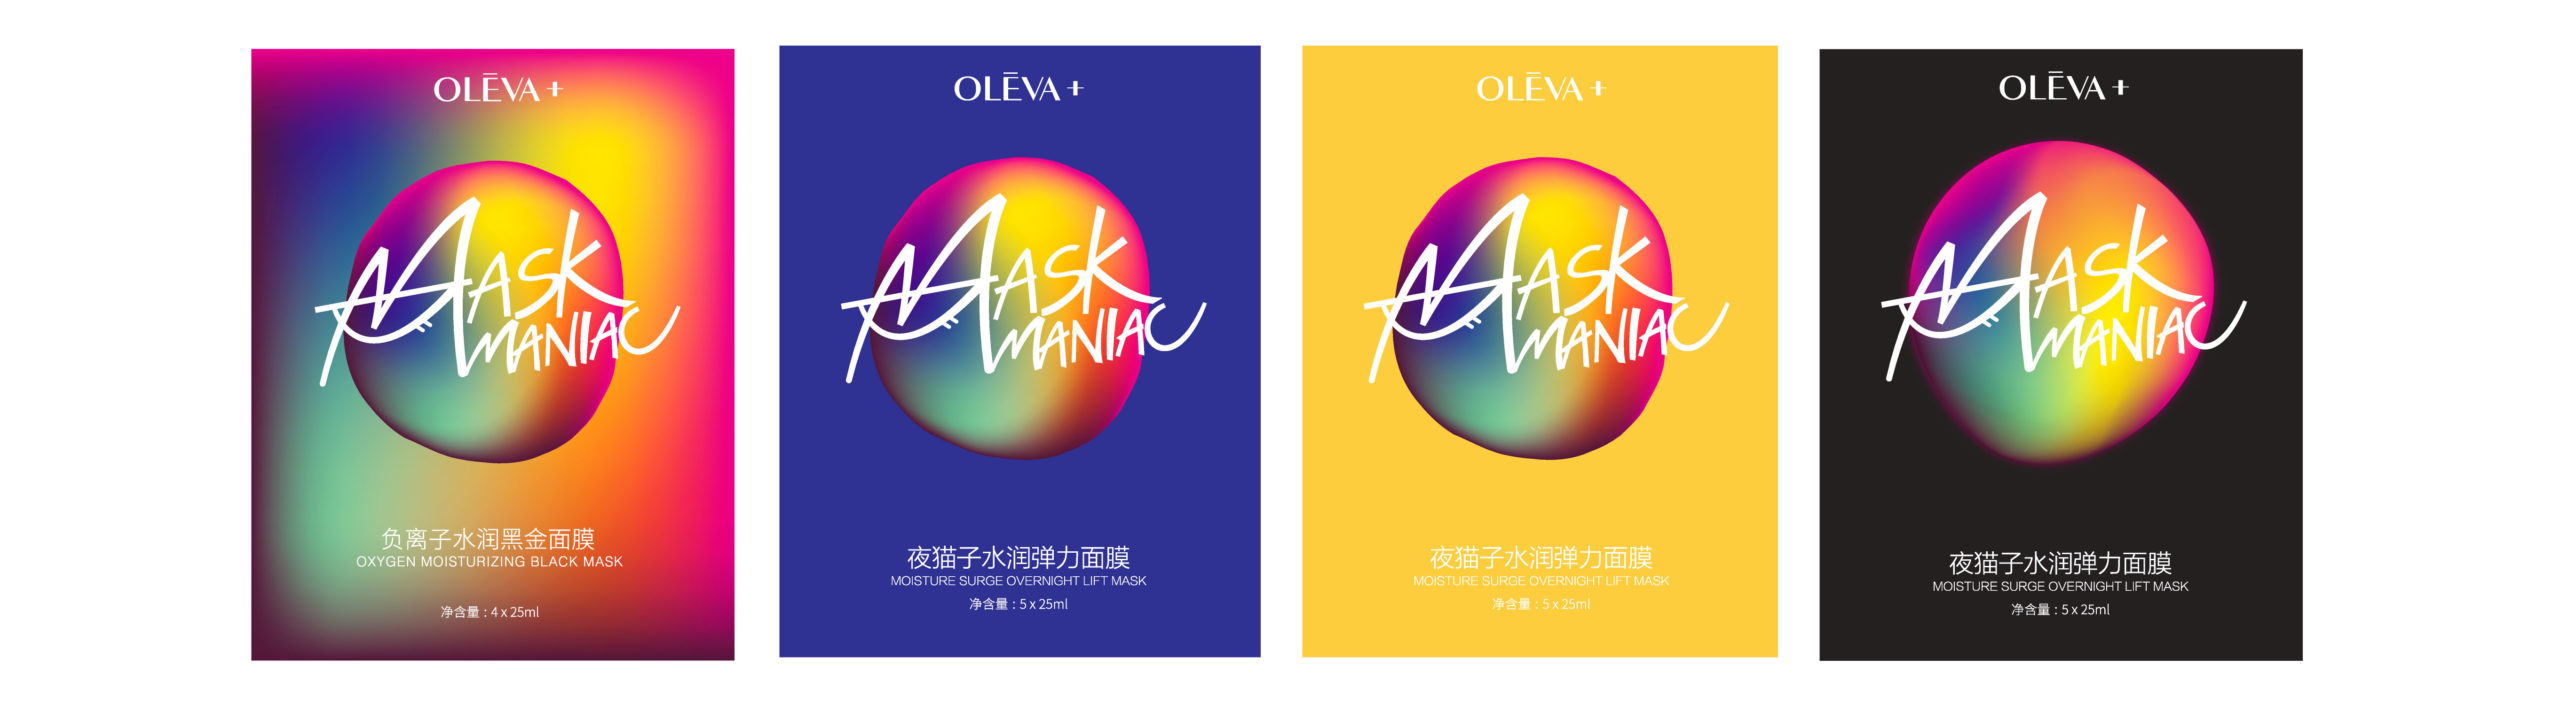 OLĒVA+
MASK
MANIAC
负离子水润黑金面膜
OXYGEN MOISTURIZING BLACK MASK
净含量：4 x 25ml
OLĒVA+
MASK
MANIAC
夜猫子水润弹力面膜
MOISTURE SURGE OVERNIGHT LIFT MASK
净含量：5 x 25ml
OLĒVA+
MASK
MANIAC
夜猫子水润弹力面膜
MOISTURE SURGE OVERNIGHT LIFT MASK
净含量：5 x 25ml
OLĒVA+
MASK
MANIAC
夜猫子水润弹力面膜
MOISTURE SURGE OVERNIGHT LIFT MASK
净含量：5 x 25ml